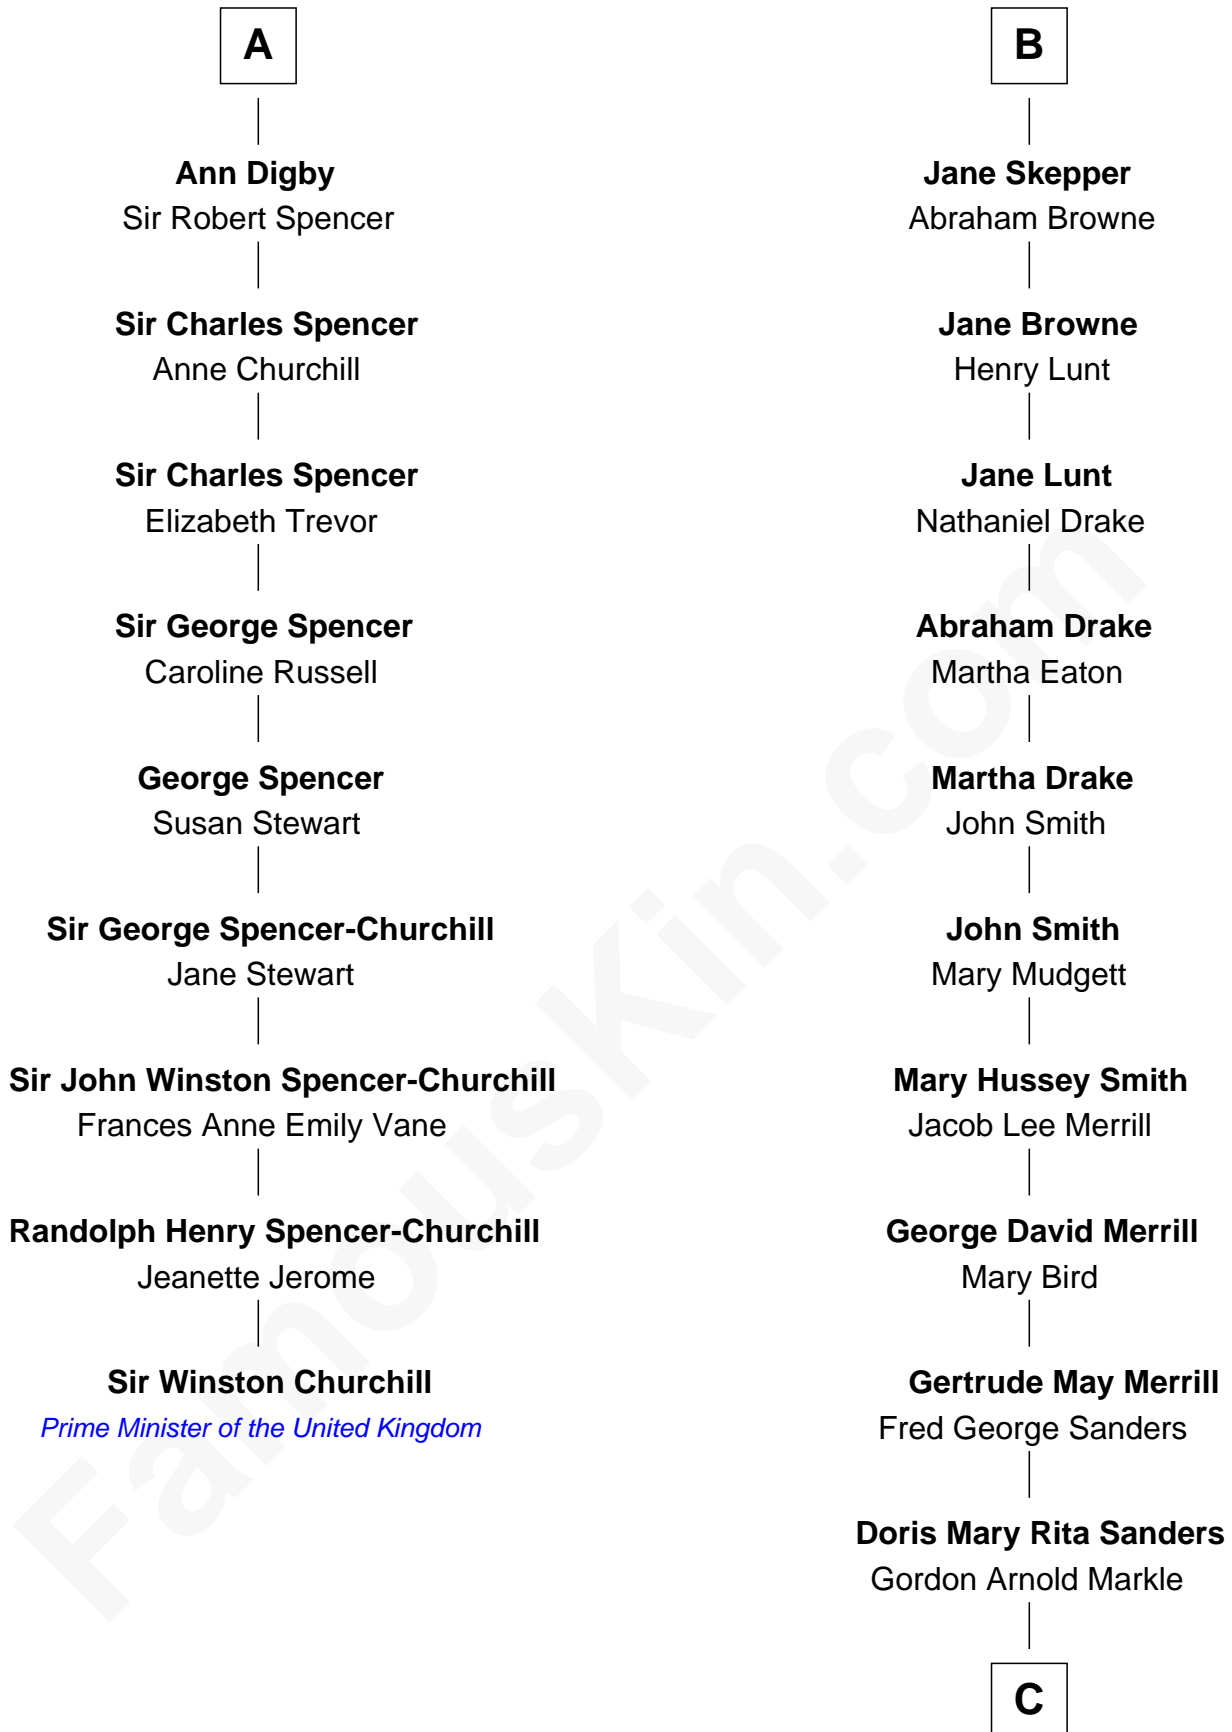 A
Ann Digby
Sir Robert Spencer
Sir Charles Spencer
Anne Churchill
Sir Charles Spencer
Elizabeth Trevor
Sir George Spencer
Caroline Russell
George Spencer
Susan Stewart
Sir George Spencer-Churchill
Jane Stewart
Sir John Winston Spencer-Churchill
Frances Anne Emily Vane
Randolph Henry Spencer-Churchill
Jeanette Jerome
Sir Winston Churchill
Prime Minister of the United Kingdom
B
Jane Skepper
Abraham Browne
Jane Browne
Henry Lunt
Jane Lunt
Nathaniel Drake
Abraham Drake
Martha Eaton
Martha Drake
John Smith
John Smith
Mary Mudgett
Mary Hussey Smith
Jacob Lee Merrill
George David Merrill
Mary Bird
Gertrude May Merrill
Fred George Sanders
Doris Mary Rita Sanders
Gordon Arnold Markle
C
FamousKin.com